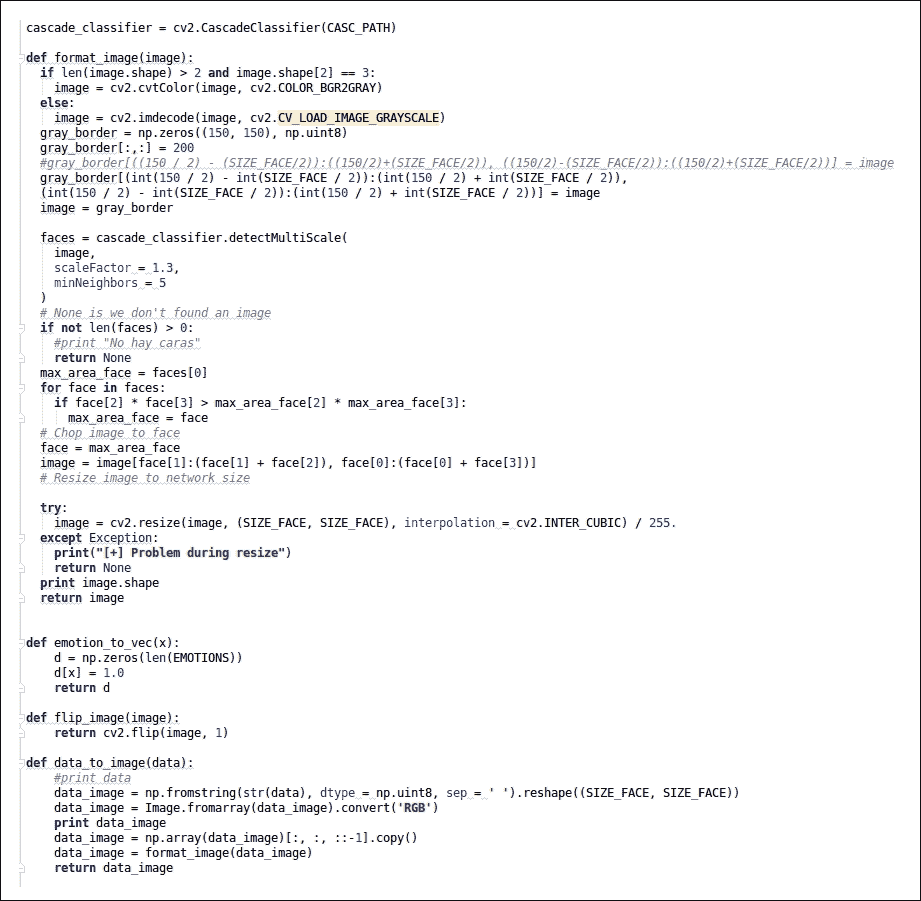 cascade_classifier = cv2.CascadeClassifier(CASC_PATH)

def format_image(image):
  if len(image.shape) > 2 and image.shape[2] == 3:
    image = cv2.cvtColor(image, cv2.COLOR_BGR2GRAY)
  else:
    image = cv2.imdecode(image, cv2.CV_LOAD_IMAGE_GRAYSCALE)
  gray_border = np.zeros((150, 150), np.uint8)
  gray_border[:,:] = 200
  #gray_border[((150 / 2) - (SIZE_FACE/2)):((150/2)+(SIZE_FACE/2)), ((150/2)-(SIZE_FACE/2)):((150/2)+(SIZE_FACE/2))] = image
  gray_border[(int(150 / 2) - int(SIZE_FACE / 2)):(int(150 / 2) + int(SIZE_FACE / 2)),
  (int(150 / 2) - int(SIZE_FACE / 2)):(int(150 / 2) + int(SIZE_FACE / 2))] = image
  image = gray_border

  faces = cascade_classifier.detectMultiScale(
    image,
    scaleFactor = 1.3,
    minNeighbors = 5
  )
  # None is we don't found an image
  if not len(faces) > 0:
    #print "No hay caras"
    return None
  max_area_face = faces[0]
  for face in faces:
    if face[2] * face[3] > max_area_face[2] * max_area_face[3]:
      max_area_face = face
  # Chop image to face
  face = max_area_face
  image = image[face[1]:(face[1] + face[2]), face[0]:(face[0] + face[3])]
  # Resize image to network size

  try:
    image = cv2.resize(image, (SIZE_FACE, SIZE_FACE), interpolation = cv2.INTER_CUBIC) / 255.
  except Exception:
    print("[+] Problem during resize")
    return None
  print image.shape
  return image


def emotion_to_vec(x):
    d = np.zeros(len(EMOTIONS))
    d[x] = 1.0
    return d

def flip_image(image):
    return cv2.flip(image, 1)

def data_to_image(data):
    #print data
    data_image = np.fromstring(str(data), dtype = np.uint8, sep = ' ').reshape((SIZE_FACE, SIZE_FACE))
    data_image = Image.fromarray(data_image).convert('RGB')
    print data_image
    data_image = np.array(data_image)[:, :, ::-1].copy()
    data_image = format_image(data_image)
    return data_image